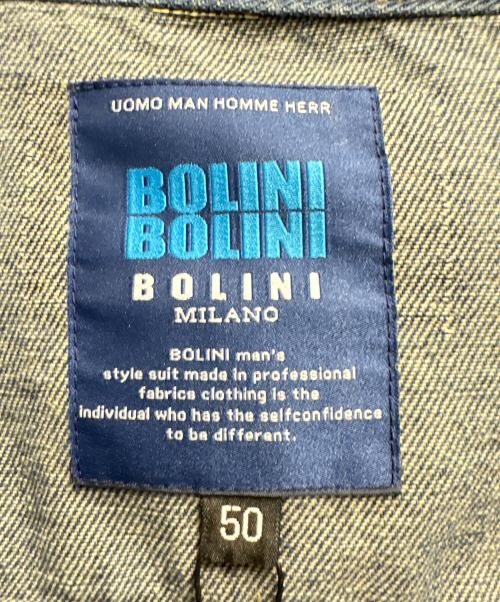 UOMO MAN HOMME HERR
BOLINI
BOLINI
BOLINI
MILANO
BOLINI men's
style suit made in professional
fabrics clothing is the
individual who has the selfconfidence
to be different.
50